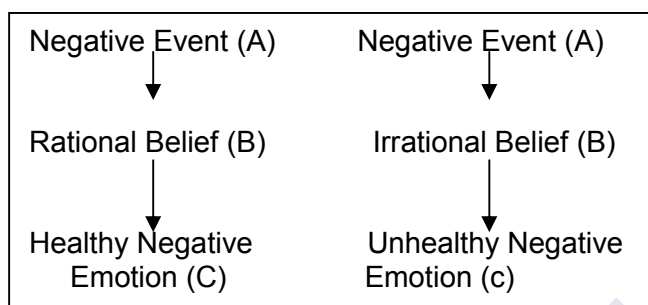 Negative Event (A) Negative Event (A)
Rational Belief (B) Irrational Belief (B)
Healthy Negative Unhealthy Negative
Emotion (C) Emotion (c)